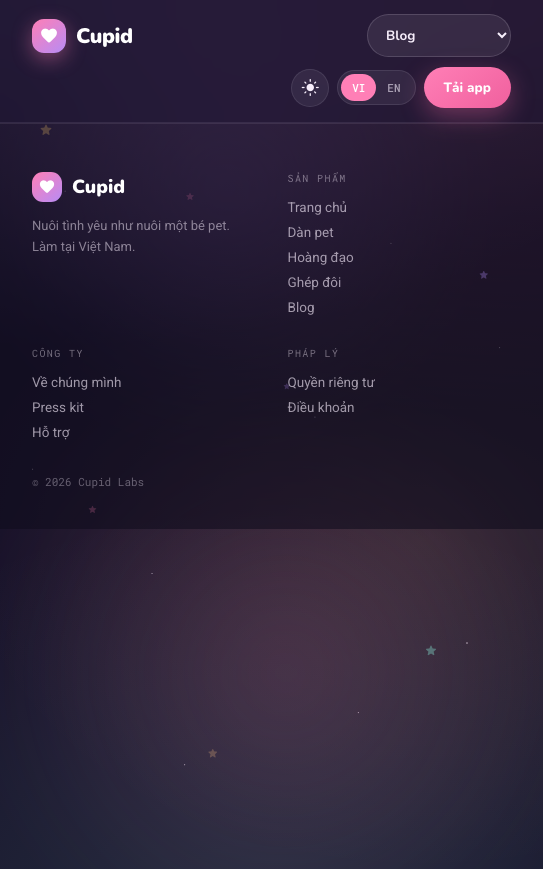 Cupid
Blog
VI EN
Tải app
Cupid
Nuôi tình yêu như nuôi một bé pet.
Làm tại Việt Nam.
SẢN PHẨM
Trang chủ
Dàn pet
Hoàng đạo
Ghép đôi
Blog
CÔNG TY
Về chúng mình
Press kit
Hỗ trợ
PHÁP LÝ
Quyền riêng tư
Điều khoản
© 2026 Cupid Labs